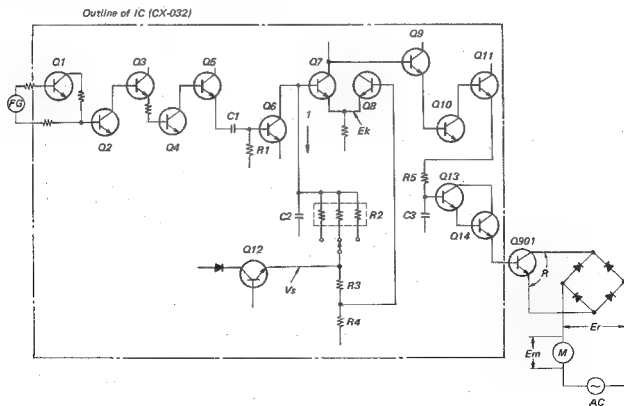 Outline of IC (CX-032)
Q9
Q1
Q3
Q5
Q7
Q11
Q6
Q8
FG
C1
1
Q10
Q2
Q4
R1
Ek
R5
Q13
C2
R2
C3
Q12
Q14
Q901
R
R3
Vs
R4
Er
Em
M
AC